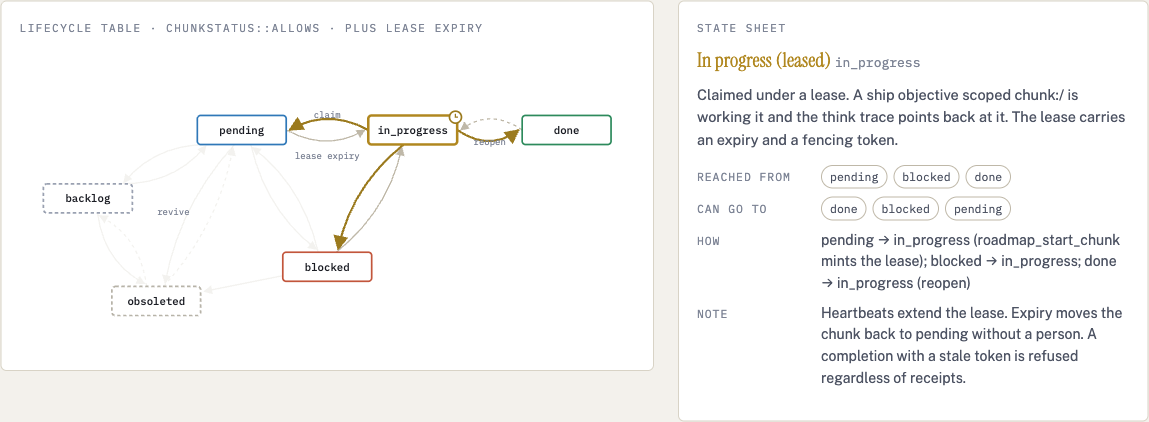 LIFECYCLE TABLE · CHUNKSTATUS::ALLOWS · PLUS LEASE EXPIRY
claim
pending
in_progress
done
reopen
lease expiry
backlog
revive
blocked
obsoleted
STATE SHEET
In progress (leased) in_progress
Claimed under a lease. A ship objective scoped chunk:/ is
working it and the think trace points back at it. The lease carries
an expiry and a fencing token.
REACHED FROM pending blocked done
CAN GO TO done blocked pending
HOW pending → in_progress (roadmap_start_chunk
mints the lease); blocked → in_progress; done
→ in_progress (reopen)
NOTE Heartbeats extend the lease. Expiry moves the
chunk back to pending without a person. A
completion with a stale token is refused
regardless of receipts.